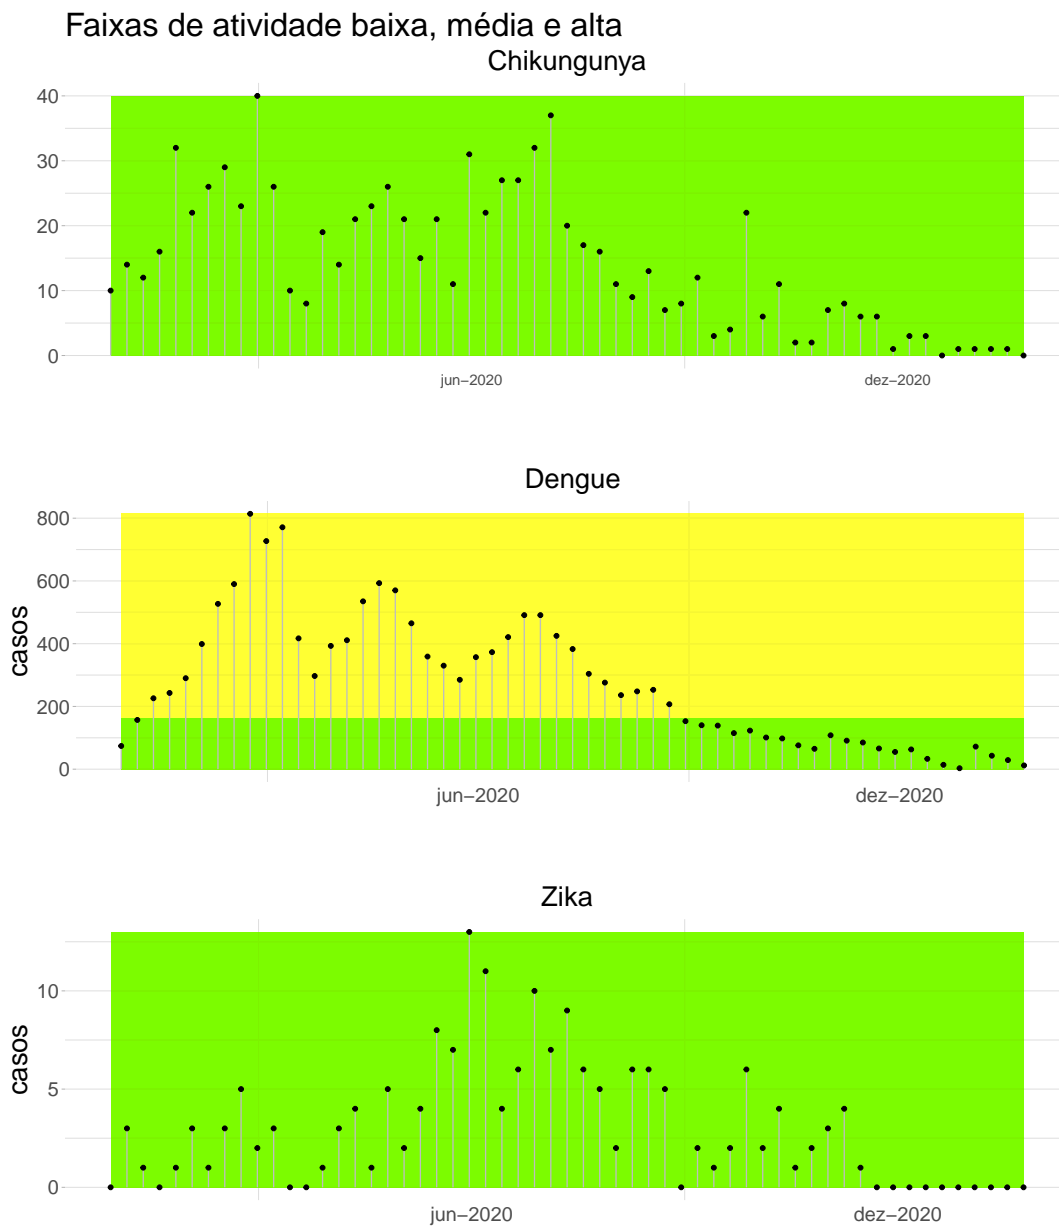 Faixas de atividade baixa, média e alta
Chikungunya
40
30
20
10
0
jun−2020 dez−2020
Dengue
casos
800
600
400
200
0
jun−2020 dez−2020
Zika
casos
10
5
0
jun−2020 dez−2020